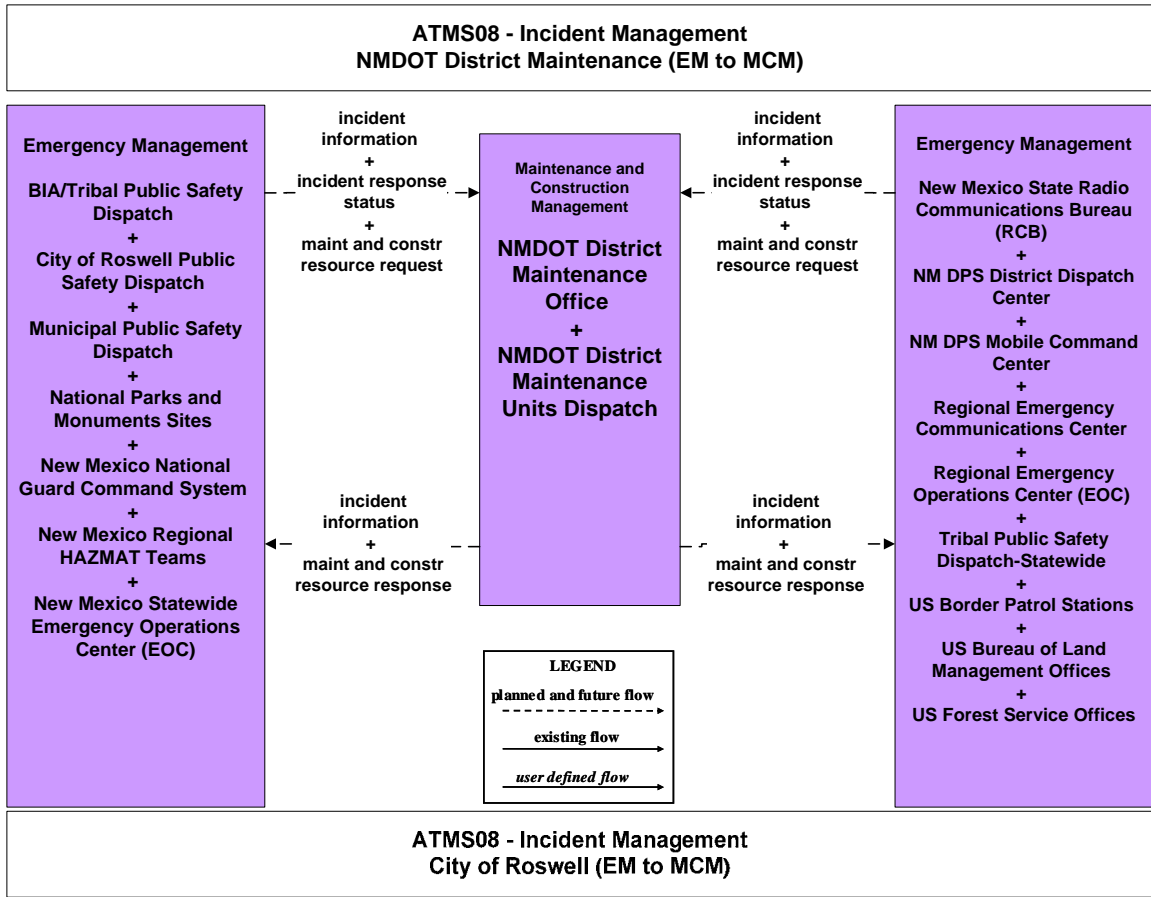 ATMS08 - Incident Management
NMDOT District Maintenance (EM to MCM)
Emergency Management
BIA/Tribal Public Safety
Dispatch
+
City of Roswell Public
Safety Dispatch
+
Municipal Public Safety
Dispatch
+
National Parks and
Monuments Sites
+
New Mexico National
Guard Command System
+
New Mexico Regional
HAZMAT Teams
+
New Mexico Statewide
Emergency Operations
Center (EOC)
incident
information
+
incident response
status
+
maint and constr
resource request
incident
information
+
maint and constr
resource response
Maintenance and
Construction
Management
NMDOT District
Maintenance
Office
+
NMDOT District
Maintenance
Units Dispatch
incident
information
+
incident response
status
+
maint and constr
resource request
incident
information
+
maint and constr
resource response
Emergency Management
New Mexico State Radio
Communications Bureau
(RCB)
+
NM DPS District Dispatch
Center
+
NM DPS Mobile Command
Center
+
Regional Emergency
Communications Center
+
Regional Emergency
Operations Center (EOC)
+
Tribal Public Safety
Dispatch-Statewide
+
US Border Patrol Stations
+
US Bureau of Land
Management Offices
+
US Forest Service Offices
LEGEND
planned and future flow
existing flow
user defined flow
ATMS08 - Incident Management
City of Roswell (EM to MCM)